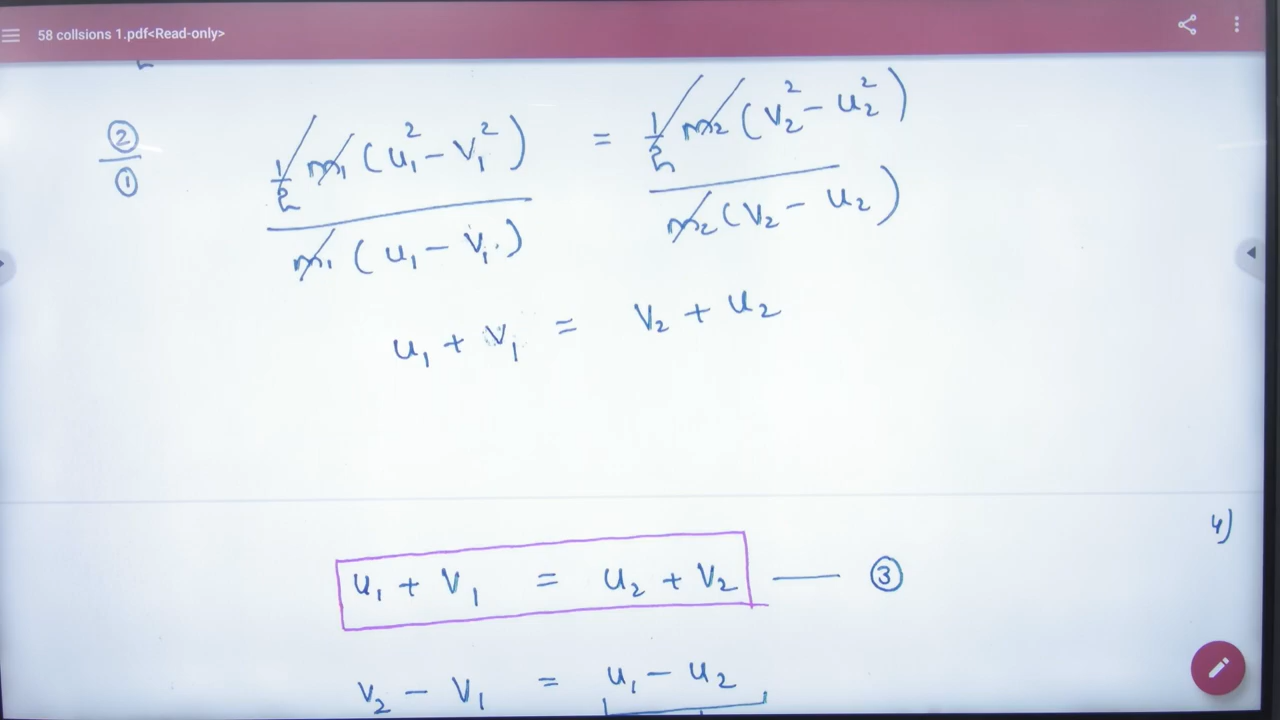 58 collsions 1.pdf<Read-only>
② / ① 1/2 m₁ (u₁² − v₁²) / m₁ (u₁ − v₁) = 1/2 m₂ (v₂² − u₂²) / m₂ (v₂ − u₂)
u₁ + v₁ = v₂ + u₂
4)
u₁ + v₁ = u₂ + v₂ —— ③
v₂ − v₁ = u₁ − u₂